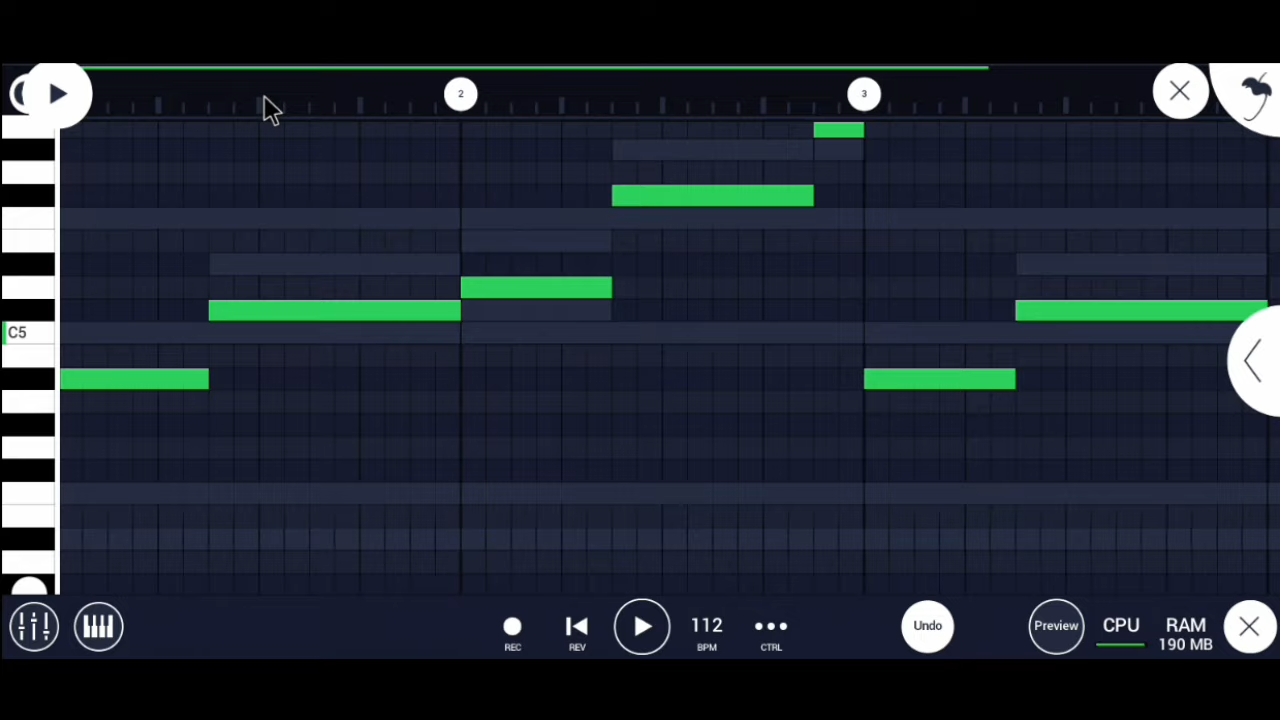 2
3
C5
112
Undo
Preview
CPU
RAM
190 MB
REC
REV
BPM
CTRL